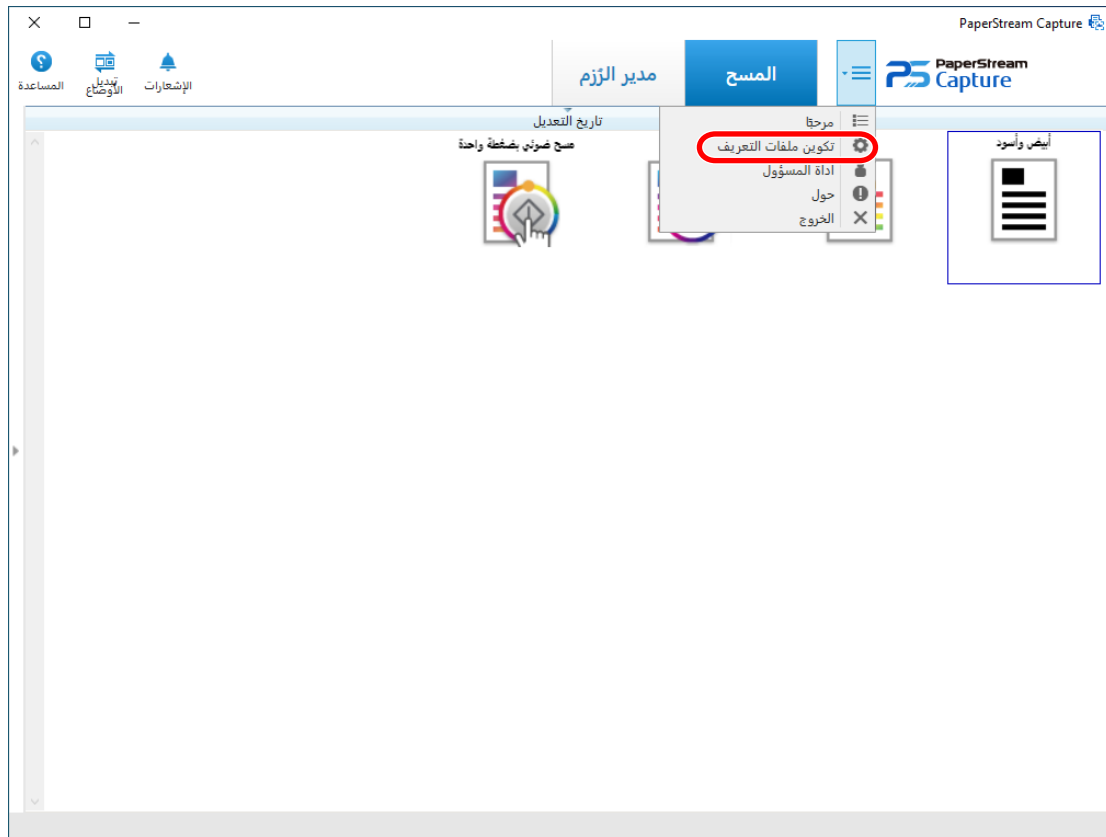 PaperStream Capture
PaperStream
Capture
المسح
مدير الرُزم
الإشعارات
تبديل
الأوضاع
المساعدة
مرحبًا
تكوين ملفات التعريف
اداة المسؤول
حول
الخروج
تاريخ التعديل
أبيض وأسود
مسح ضوئي بضغطة واحدة